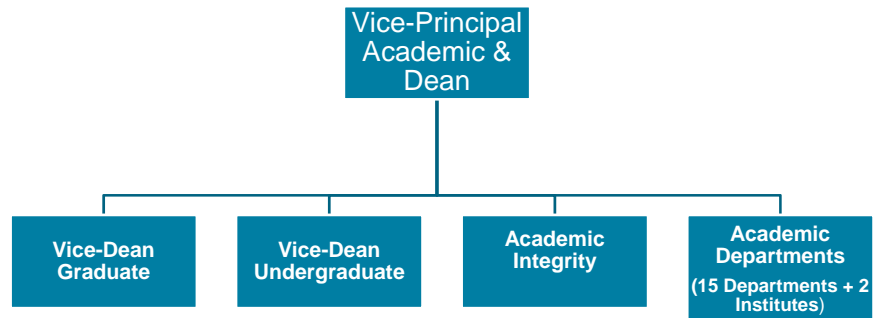 Vice-Principal
Academic &
Dean
Vice-Dean
Graduate
Vice-Dean
Undergraduate
Academic
Integrity
Academic
Departments
(15 Departments + 2
Institutes)